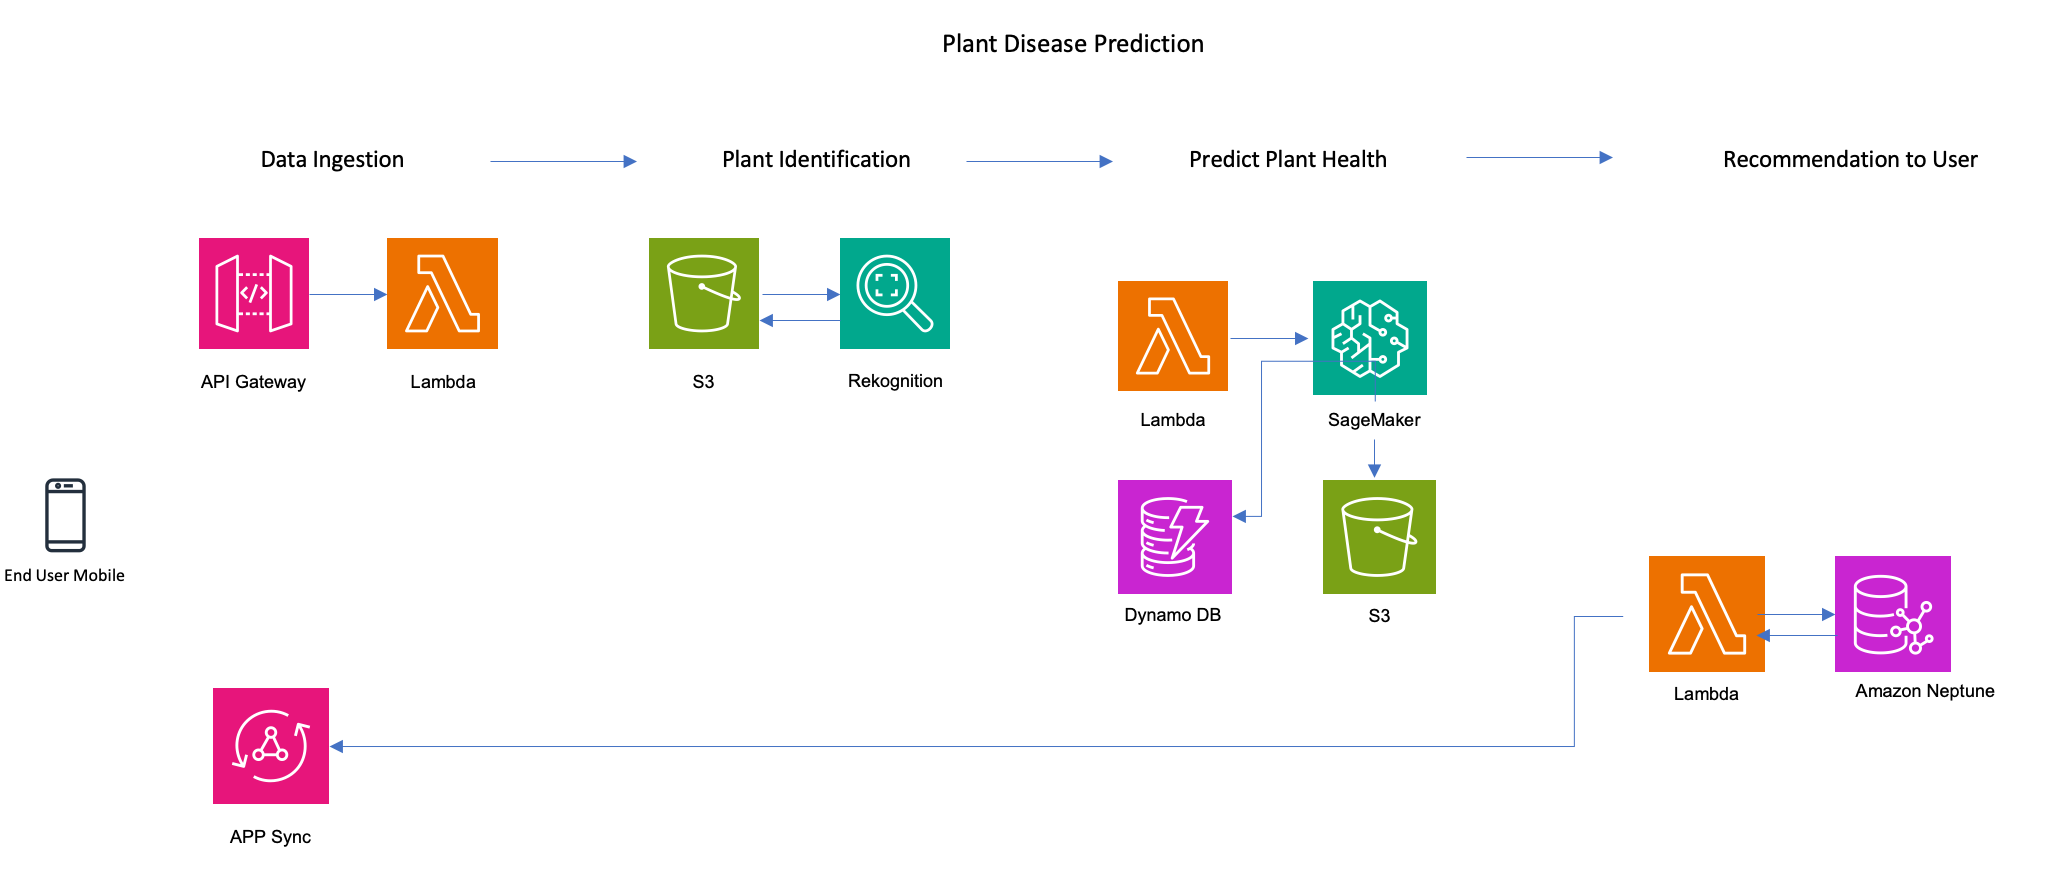 Plant Disease Prediction
Data Ingestion
Plant Identification
Predict Plant Health
Recommendation to User
API Gateway
Lambda
S3
Rekognition
Lambda
SageMaker
End User Mobile
Dynamo DB
S3
Lambda
Amazon Neptune
APP Sync